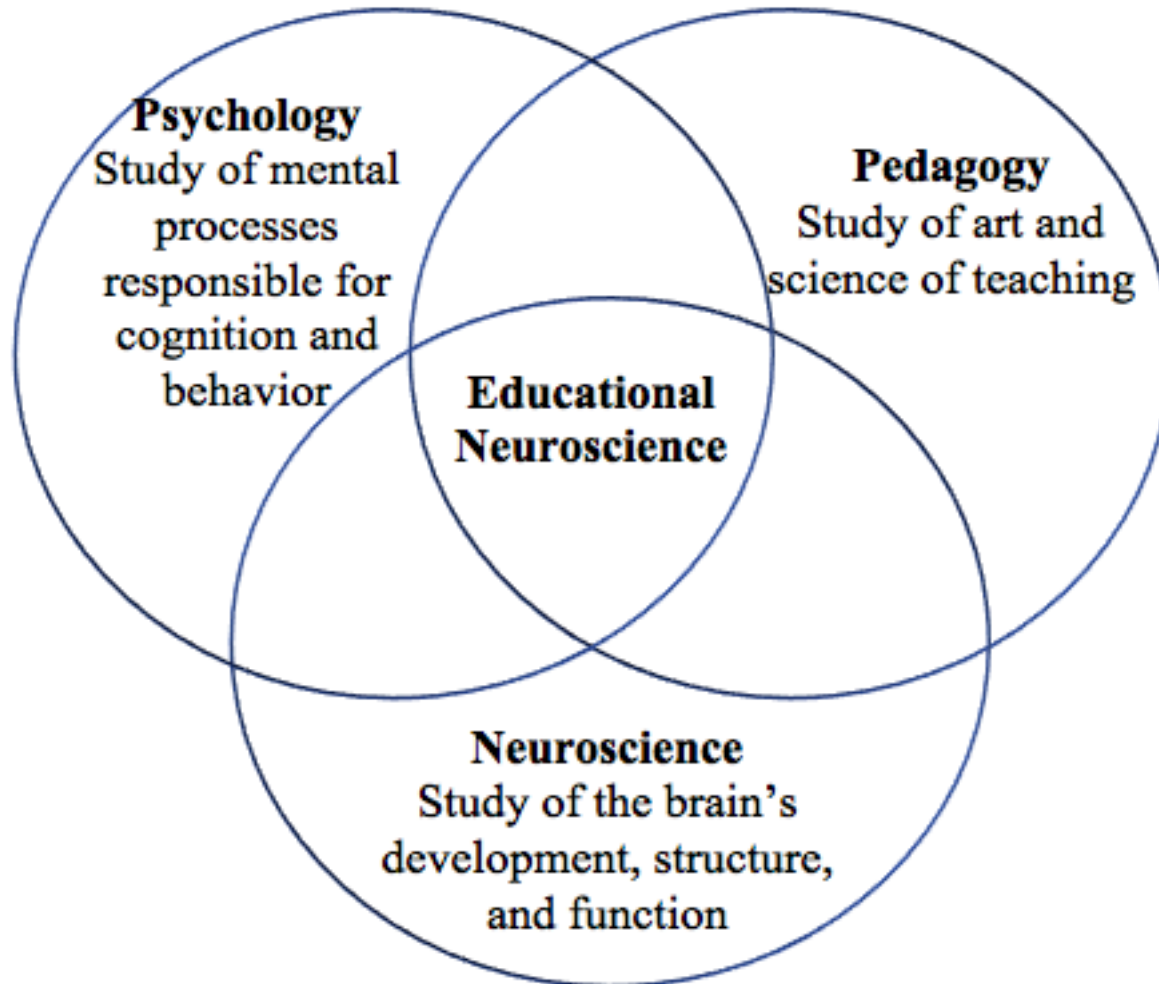 Psychology
Study of mental
processes
responsible for
cognition and
behavior
Pedagogy
Study of art and
science of teaching
Educational
Neuroscience
Neuroscience
Study of the brain’s
development, structure,
and function